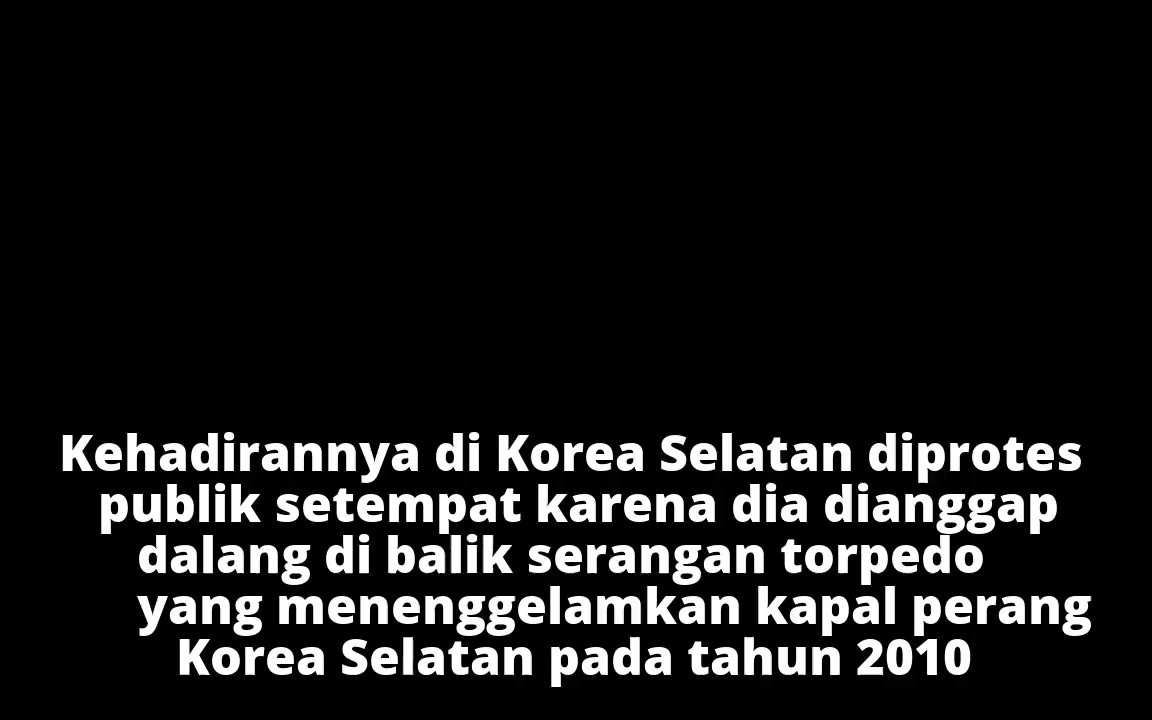 Kehadirannya di Korea Selatan diprotes
publik setempat karena dia dianggap
dalang di balik serangan torpedo
yang menenggelamkan kapal perang
Korea Selatan pada tahun 2010